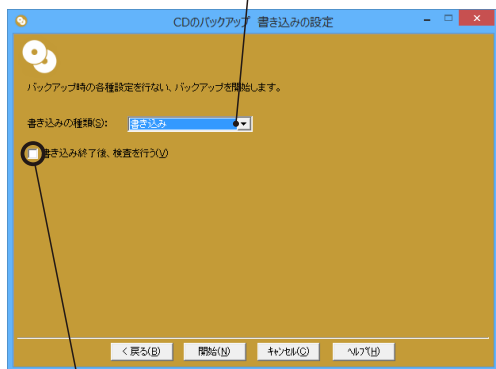 CDのバックアップ 書き込みの設定
バックアップ時の各種設定を行ない、バックアップを開始します。
書き込みの種類(S): 書き込み
書き込み終了後、検査を行う(V)
< 戻る(B) 開始(N) キャンセル(C) ヘルプ(H)